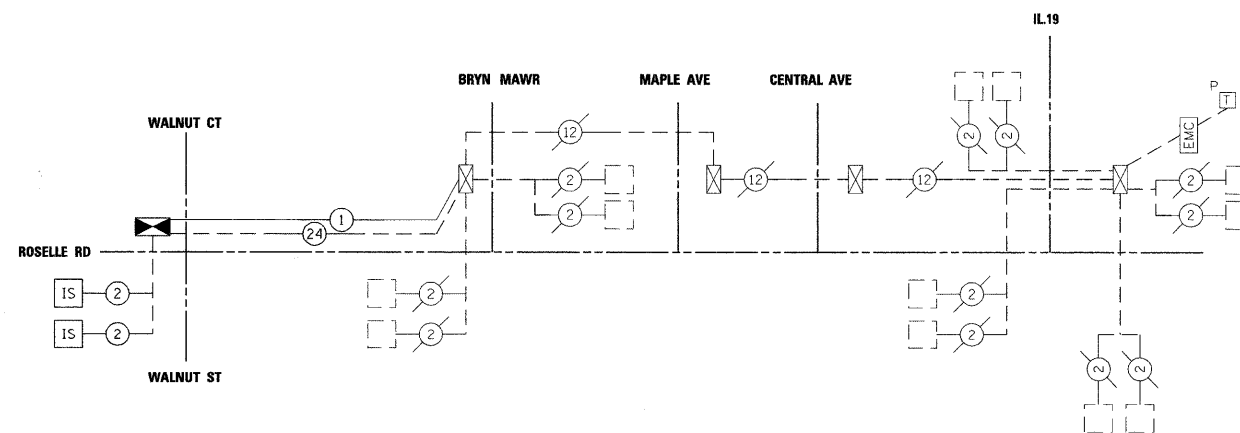 IL.19
BRYN MAWR
MAPLE AVE
CENTRAL AVE
P
T
EMC
WALNUT CT
12
2
2
2
2
12
12
2
2
1
24
ROSELLE RD
IS
2
2
2
IS
2
2
2
WALNUT ST
2
2